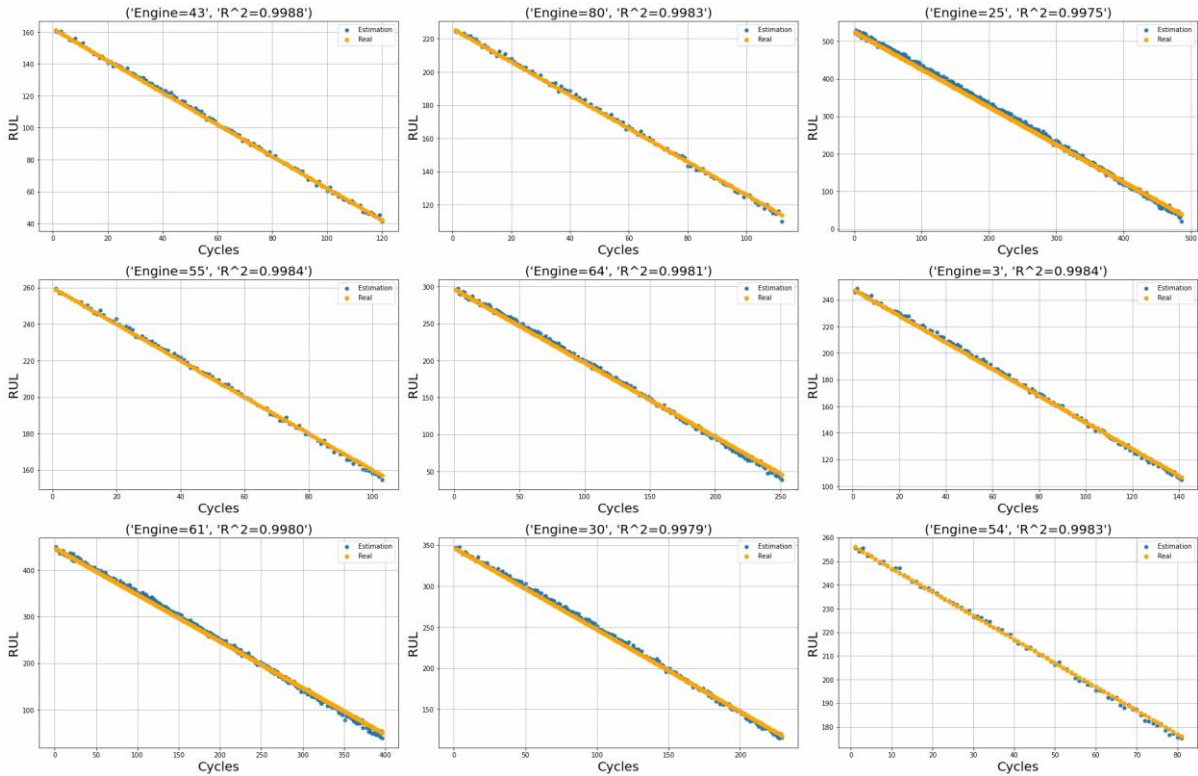 ('Engine=43', 'R^2=0.9988')
160
140
120
100
80
60
40
RUL
0 20 40 60 80 100 120
Cycles
Estimation
Real
('Engine=80', 'R^2=0.9983')
220
200
180
160
140
120
RUL
0 20 40 60 80 100
Cycles
Estimation
Real
('Engine=25', 'R^2=0.9975')
500
400
300
200
100
0
RUL
0 100 200 300 400 500
Cycles
Estimation
Real
('Engine=55', 'R^2=0.9984')
260
240
220
200
180
160
RUL
0 20 40 60 80 100
Cycles
Estimation
Real
('Engine=64', 'R^2=0.9981')
300
250
200
150
100
50
RUL
0 50 100 150 200 250
Cycles
Estimation
Real
('Engine=3', 'R^2=0.9984')
240
220
200
180
160
140
120
100
RUL
0 20 40 60 80 100 120 140
Cycles
Estimation
Real
('Engine=61', 'R^2=0.9980')
400
300
200
100
RUL
0 50 100 150 200 250 300 350 400
Cycles
Estimation
Real
('Engine=30', 'R^2=0.9979')
350
300
250
200
150
RUL
0 50 100 150 200
Cycles
Estimation
Real
('Engine=54', 'R^2=0.9983')
260
250
240
230
220
210
200
190
180
175
RUL
0 10 20 30 40 50 60 70 80
Cycles
Estimation
Real